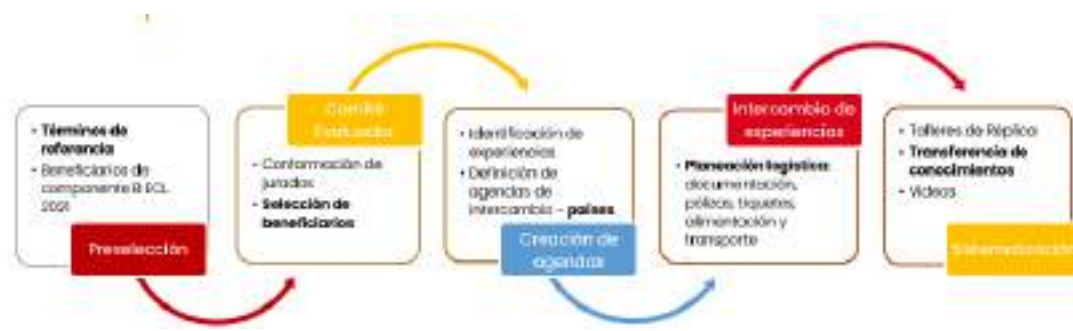 • Términos de
referencia
• Beneficiarios de
componente B ECL
2021
Preselección
Comité
Evaluador
• Conformación de
jurados
• Selección de
beneficiarios
• Identificación de
experiencias
• Definición de
agendas de
intercambio – países
Creación de
agendas
Intercambio de
experiencias
• Planeación logística:
documentación,
pólizas, tiquetes,
alimentación y
transporte
• Talleres de Réplica
• Transferencia de
conocimientos
• Videos
Sistematización